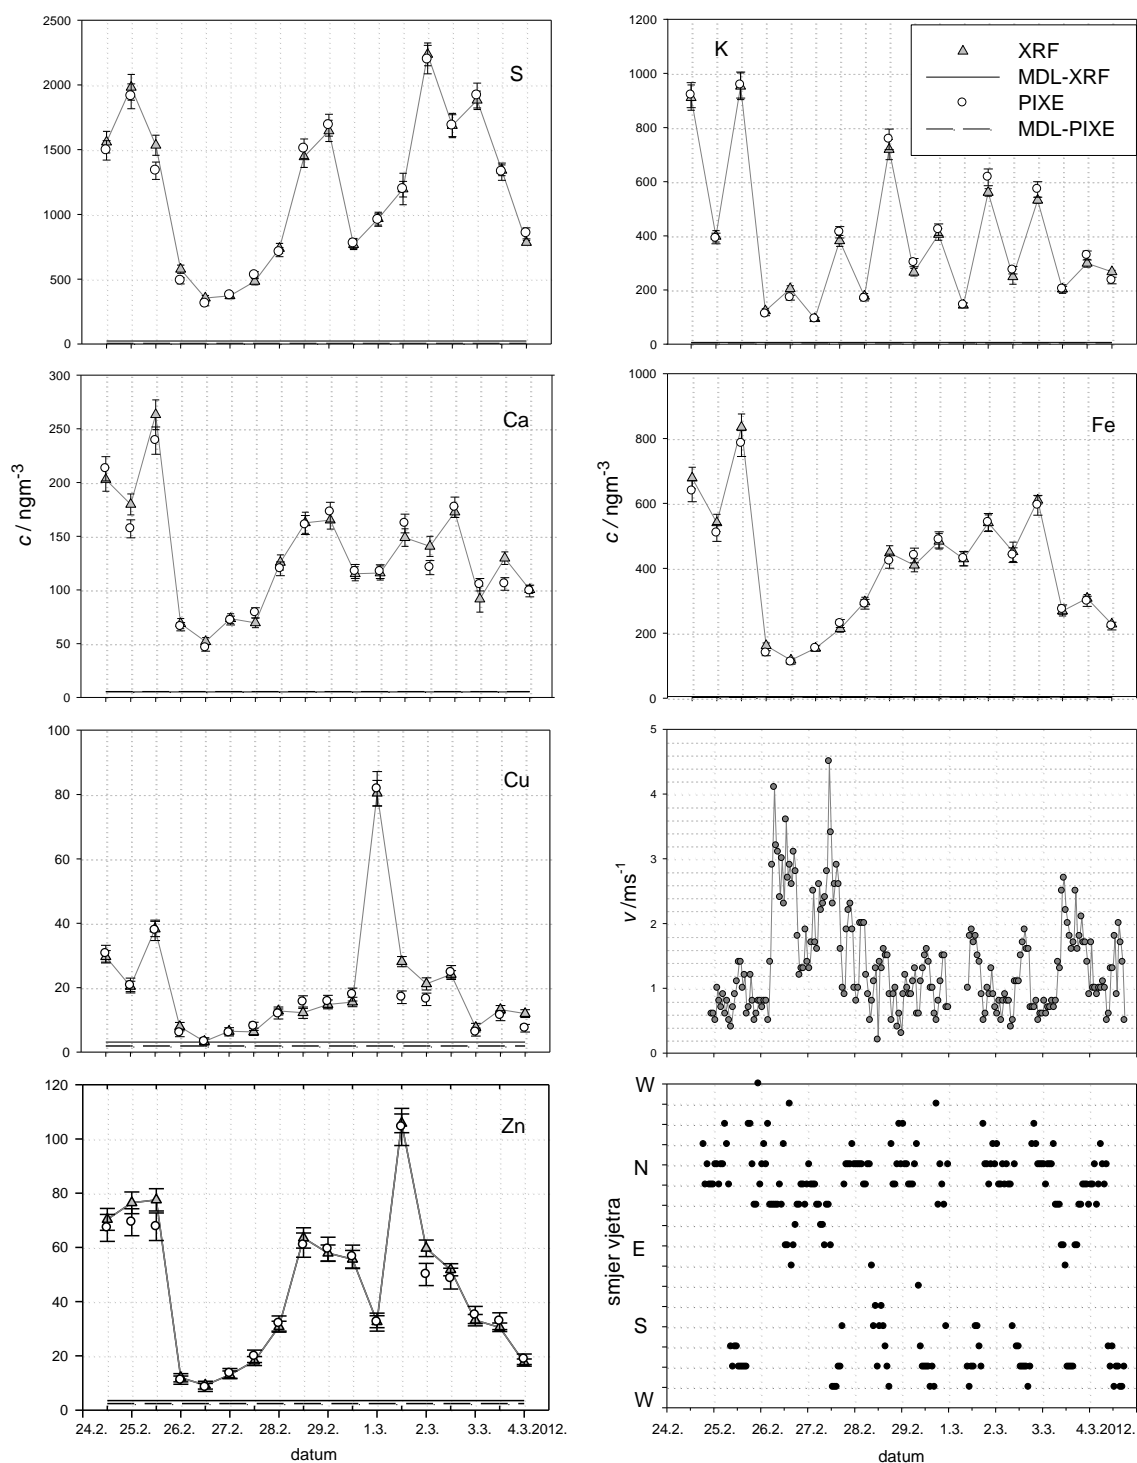 S
2500
2000
1500
1000
500
0
K
1200
1000
800
600
400
200
0
XRF
MDL-XRF
PIXE
MDL-PIXE
Ca
300
250
200
150
100
50
0
c / ngm-3
Fe
1000
800
600
400
200
0
c / ngm-3
Cu
100
80
60
40
20
0
5
4
3
2
1
0
v /ms-1
Zn
120
100
80
60
40
20
0
24.2. 25.2. 26.2. 27.2. 28.2. 29.2. 1.3. 2.3. 3.3. 4.3.2012.
datum
W
N
E
S
W
smjer vjetra
24.2. 25.2. 26.2. 27.2. 28.2. 29.2. 1.3. 2.3. 3.3. 4.3.2012.
datum